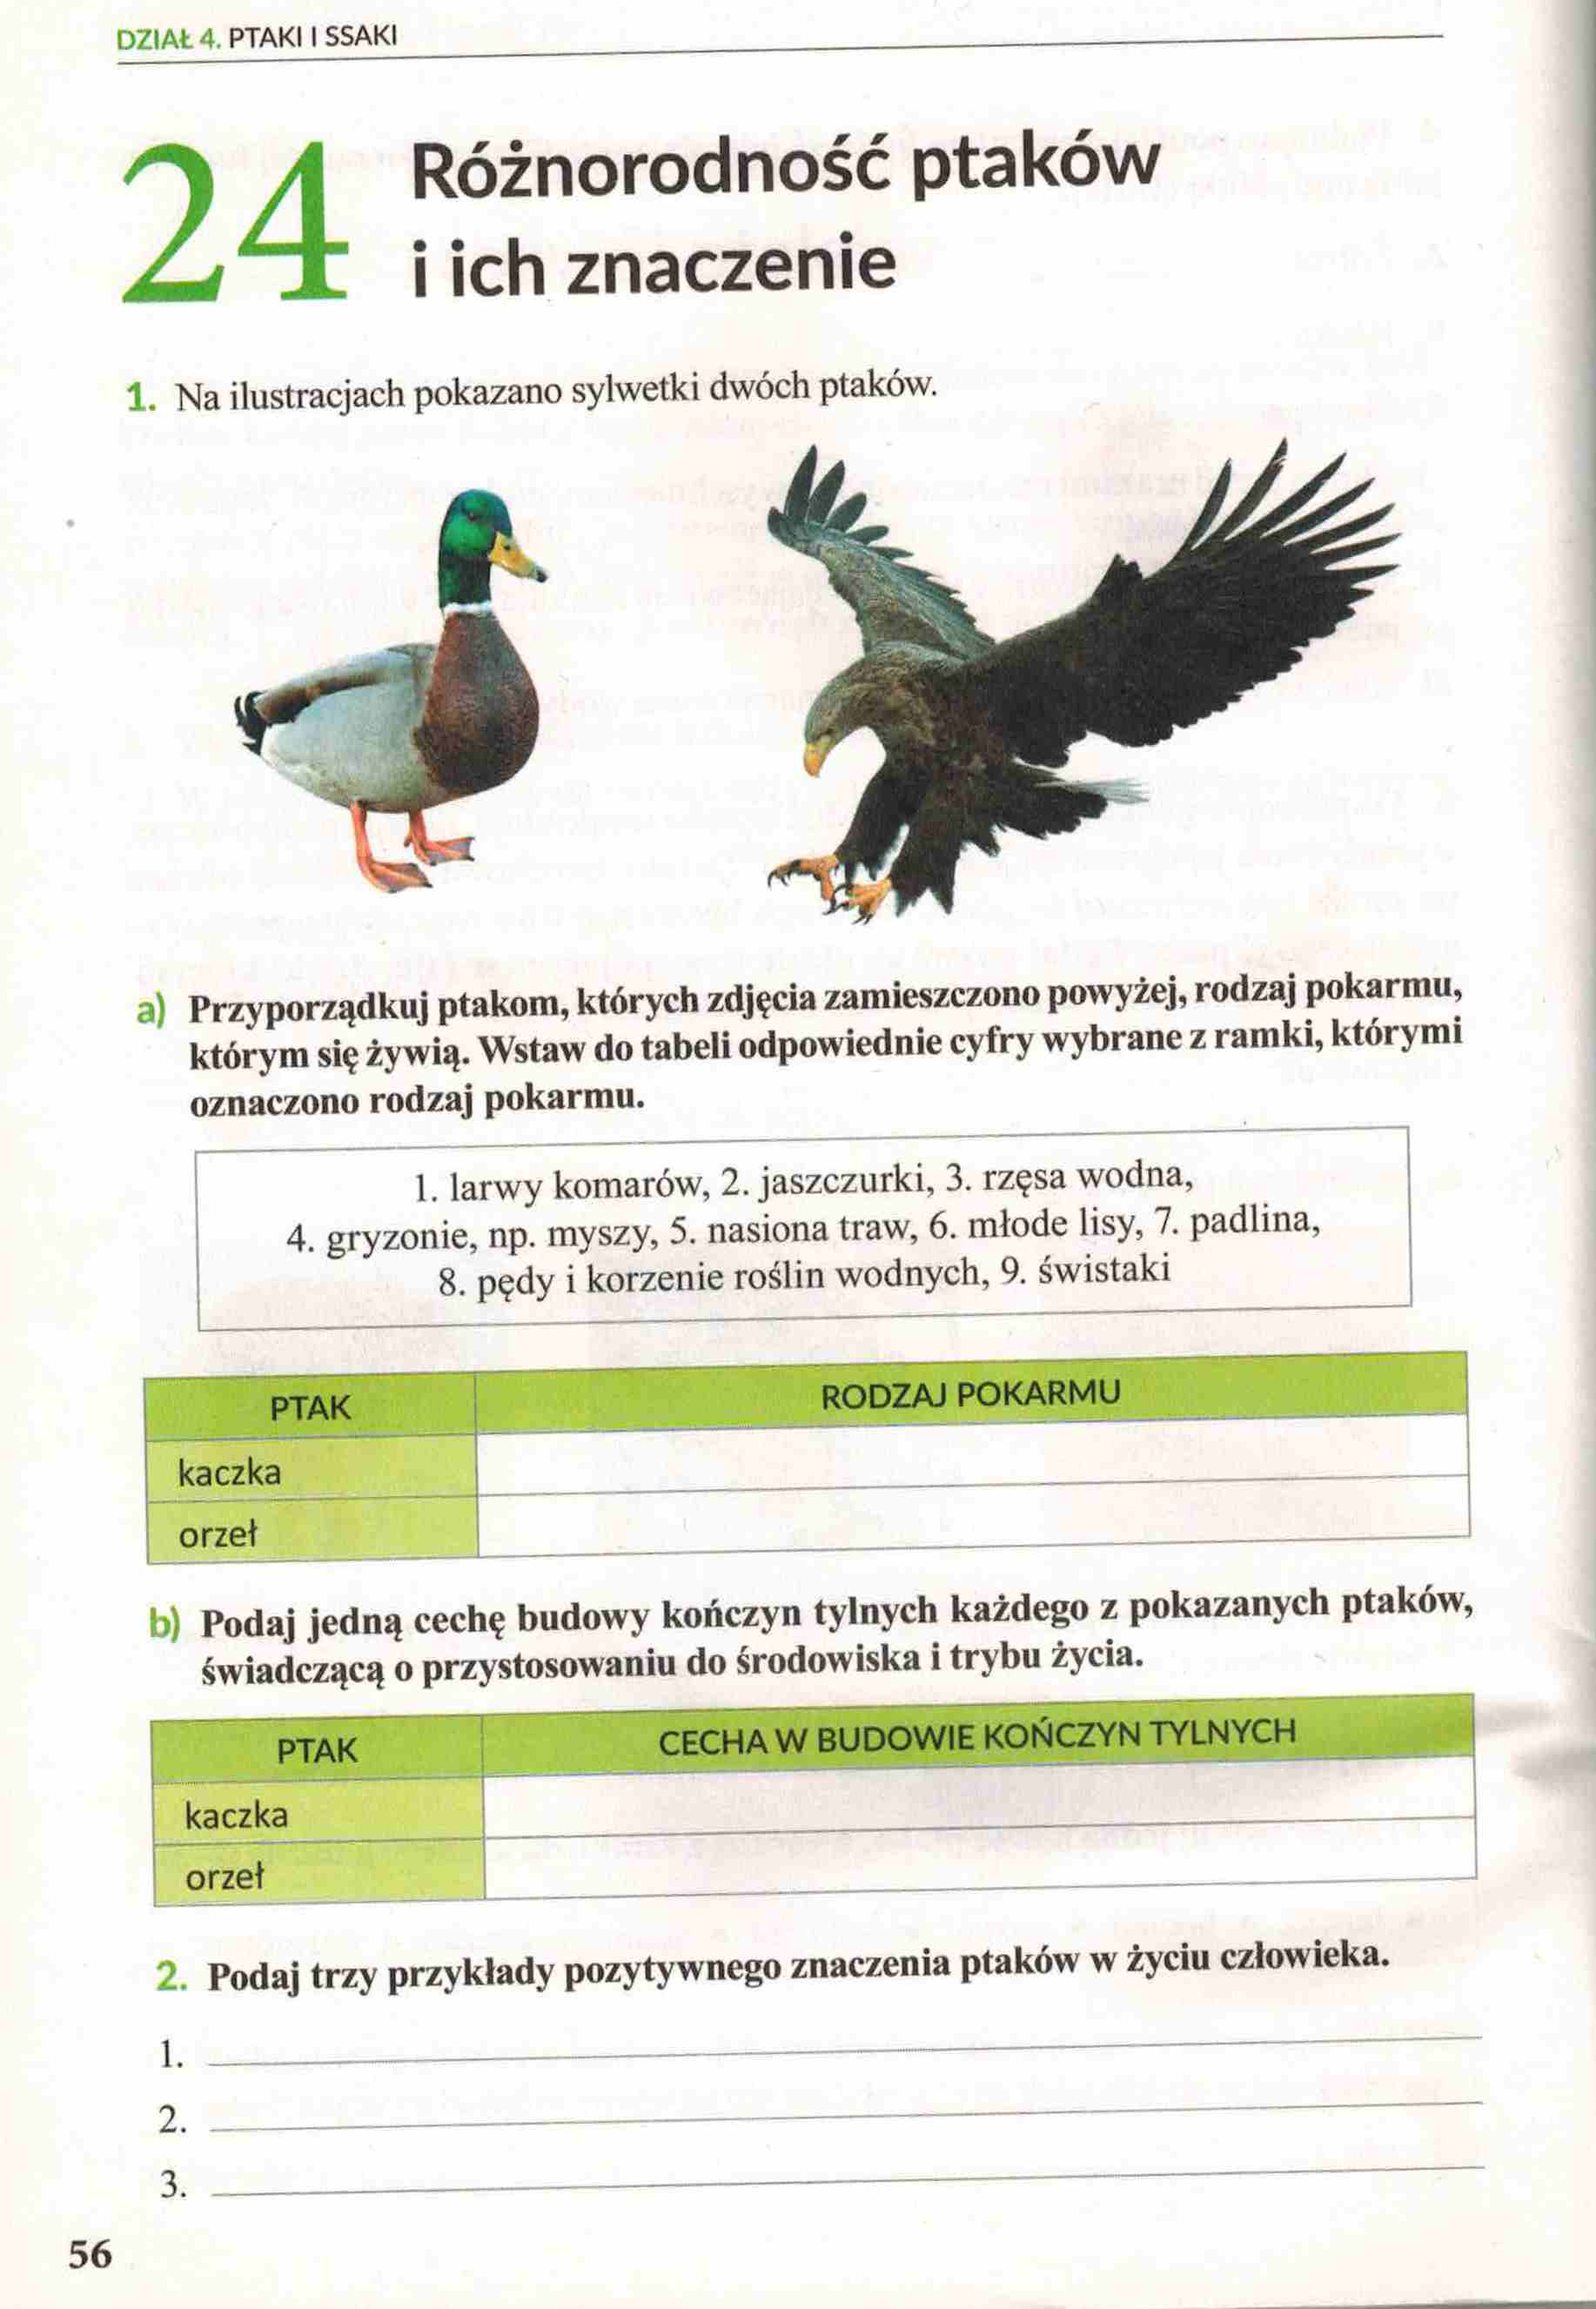 DZIAŁ 4. PTAKI I SSAKI
24
Różnorodność ptaków
i ich znaczenie
1. Na ilustracjach pokazano sylwetki dwóch ptaków.
a) Przyporządkuj ptakom, których zdjęcia zamieszczono powyżej, rodzaj pokarmu,
którym się żywią. Wstaw do tabeli odpowiednie cyfry wybrane z ramki, którymi
oznaczono rodzaj pokarmu.
1. larwy komarów, 2. jaszczurki, 3. rzęsa wodna,
4. gryzonie, np. myszy, 5. nasiona traw, 6. młode lisy, 7. padlina,
8. pędy i korzenie roślin wodnych, 9. świstaki
PTAK RODZAJ POKARMU
kaczka
orzeł
b) Podaj jedną cechę budowy kończyn tylnych każdego z pokazanych ptaków,
świadczącą o przystosowaniu do środowiska i trybu życia.
PTAK CECHA W BUDOWIE KOŃCZYN TYLNYCH
kaczka
orzeł
2. Podaj trzy przykłady pozytywnego znaczenia ptaków w życiu człowieka.
1.
2.
3.
56